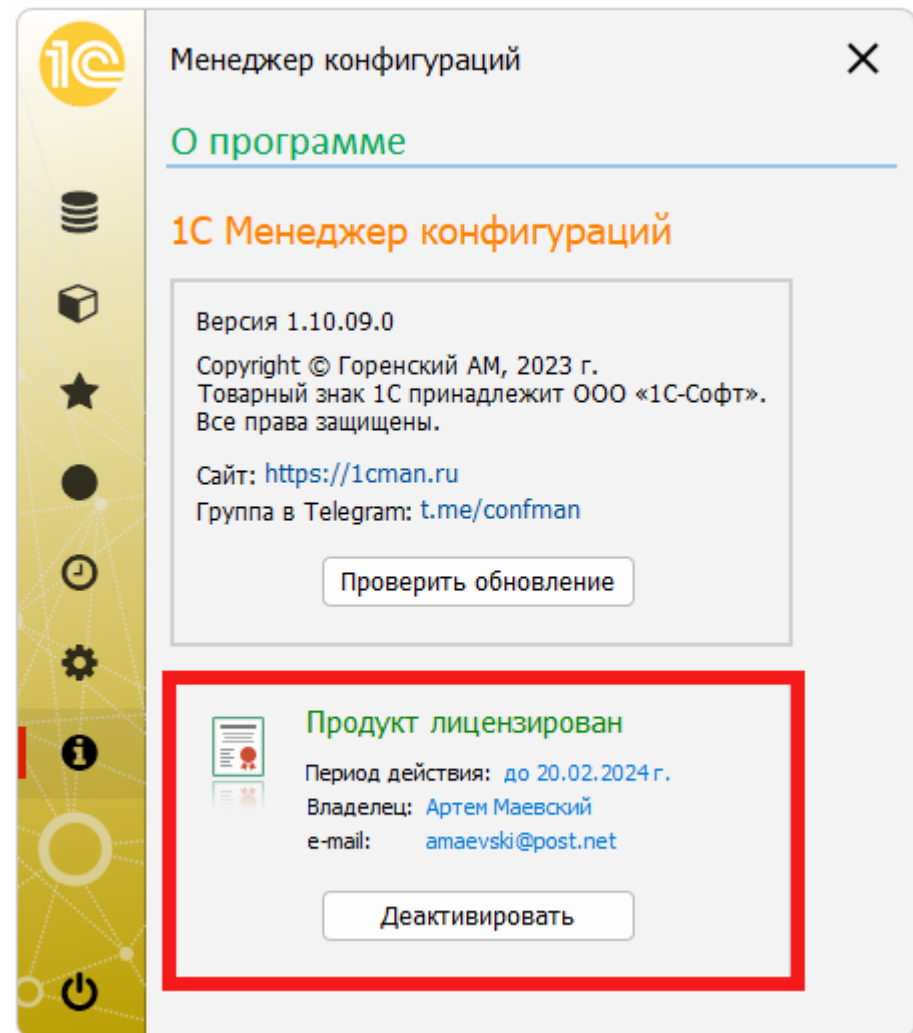 1С
Менеджер конфигураций
О программе
1С Менеджер конфигураций
Версия 1.10.09.0
Copyright © Горенский АМ, 2023 г.
Товарный знак 1С принадлежит ООО «1С-Софт».
Все права защищены.
Сайт: https://1cman.ru
Группа в Telegram: t.me/confman
Проверить обновление
Продукт лицензирован
Период действия: до 20.02.2024 г.
Владелец: Артем Маевский
e-mail: amaevski@post.net
Деактивировать